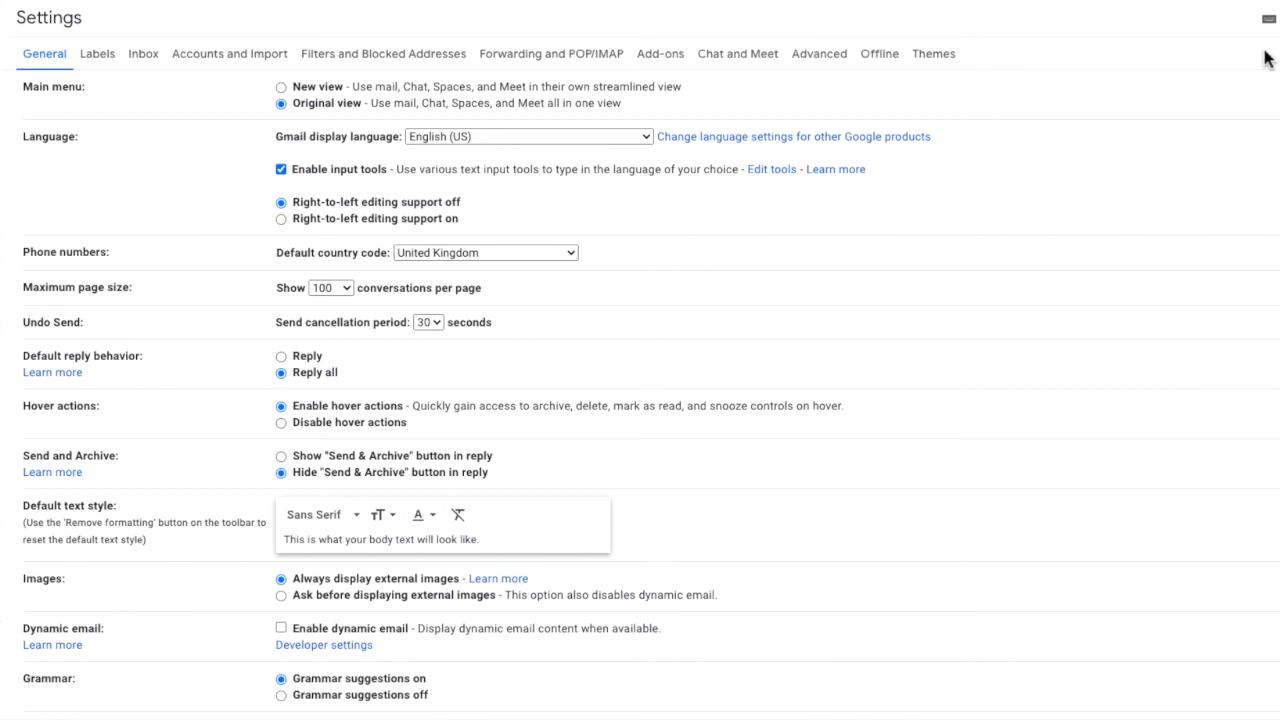 Settings
General Labels Inbox Accounts and Import Filters and Blocked Addresses Forwarding and POP/IMAP Add-ons Chat and Meet Advanced Offline Themes
Main menu: New view - Use mail, Chat, Spaces, and Meet in their own streamlined view
Original view - Use mail, Chat, Spaces, and Meet all in one view
Language: Gmail display language: English (US) Change language settings for other Google products
Enable input tools - Use various text input tools to type in the language of your choice - Edit tools - Learn more
Right-to-left editing support off
Right-to-left editing support on
Phone numbers: Default country code: United Kingdom
Maximum page size: Show 100 conversations per page
Undo Send: Send cancellation period: 30 seconds
Default reply behavior: Reply
Learn more Reply all
Hover actions: Enable hover actions - Quickly gain access to archive, delete, mark as read, and snooze controls on hover.
Disable hover actions
Send and Archive: Show "Send & Archive" button in reply
Learn more Hide "Send & Archive" button in reply
Default text style:
(Use the 'Remove formatting' button on the toolbar to
reset the default text style)
Sans Serif
This is what your body text will look like.
Images: Always display external images - Learn more
Ask before displaying external images - This option also disables dynamic email.
Dynamic email: Enable dynamic email - Display dynamic email content when available.
Learn more Developer settings
Grammar: Grammar suggestions on
Grammar suggestions off